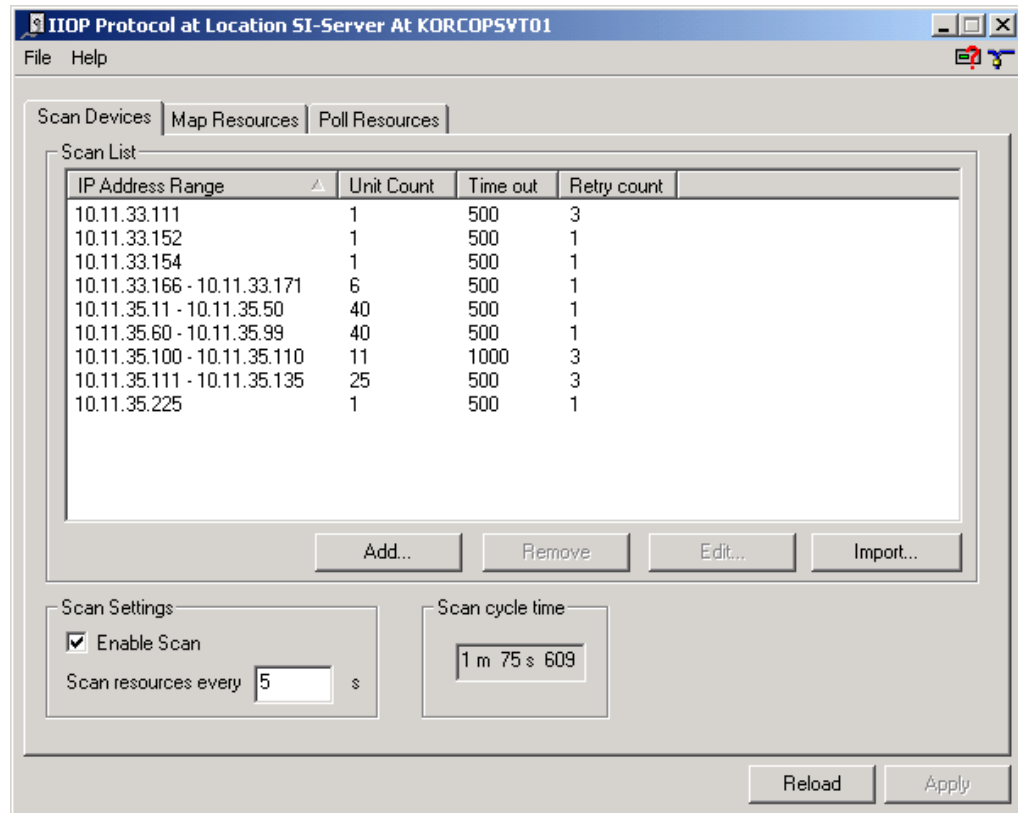 IIOP Protocol at Location SI-Server At KORCOPSVT01
File Help
Scan Devices Map Resources Poll Resources
Scan List
IP Address Range Unit Count Time out Retry count
10.11.33.111 1 500 3
10.11.33.152 1 500 1
10.11.33.154 1 500 1
10.11.33.166 - 10.11.33.171 6 500 1
10.11.35.11 - 10.11.35.50 40 500 1
10.11.35.60 - 10.11.35.99 40 500 1
10.11.35.100 - 10.11.35.110 11 1000 3
10.11.35.111 - 10.11.35.135 25 500 3
10.11.35.225 1 500 1
Add... Remove Edit... Import...
Scan Settings Scan cycle time
Enable Scan
1 m 75 s 609
Scan resources every 5 s
Reload Apply